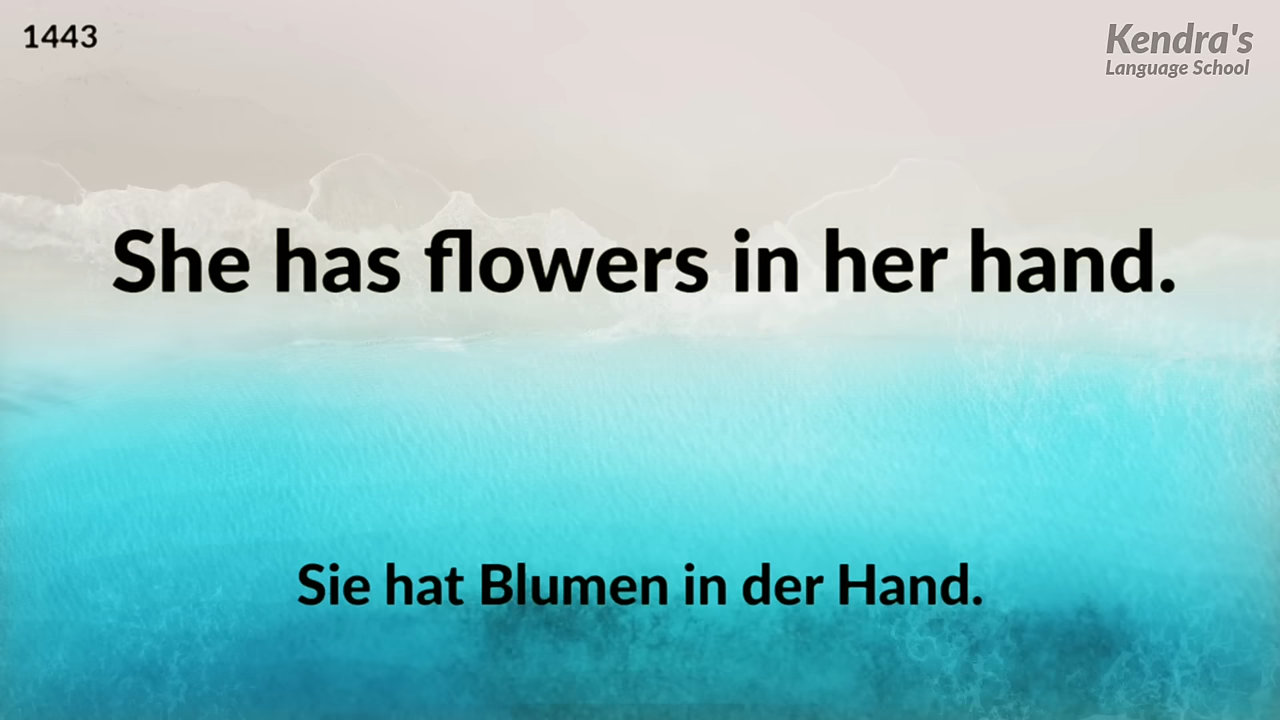 1443
Kendra's
Language School
She has flowers in her hand.
Sie hat Blumen in der Hand.